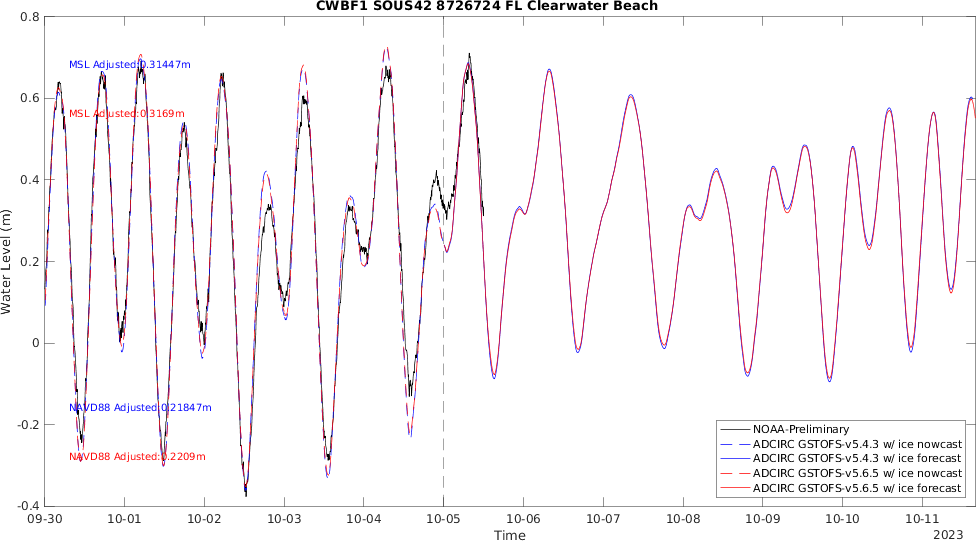 CWBF1 SOUS42 8726724 FL Clearwater Beach
0.8
0.6
0.4
0.2
0
-0.2
-0.4
Water Level (m)
MSL Adjusted:0.31447m
MSL Adjusted:0.3169m
NAVD88 Adjusted:0.21847m
NAVD88 Adjusted:0.2209m
NOAA-Preliminary
ADCIRC GSTOFS-v5.4.3 w/ ice nowcast
ADCIRC GSTOFS-v5.4.3 w/ ice forecast
ADCIRC GSTOFS-v5.6.5 w/ ice nowcast
ADCIRC GSTOFS-v5.6.5 w/ ice forecast
09-30 10-01 10-02 10-03 10-04 10-05 10-06 10-07 10-08 10-09 10-10 10-11
Time
2023